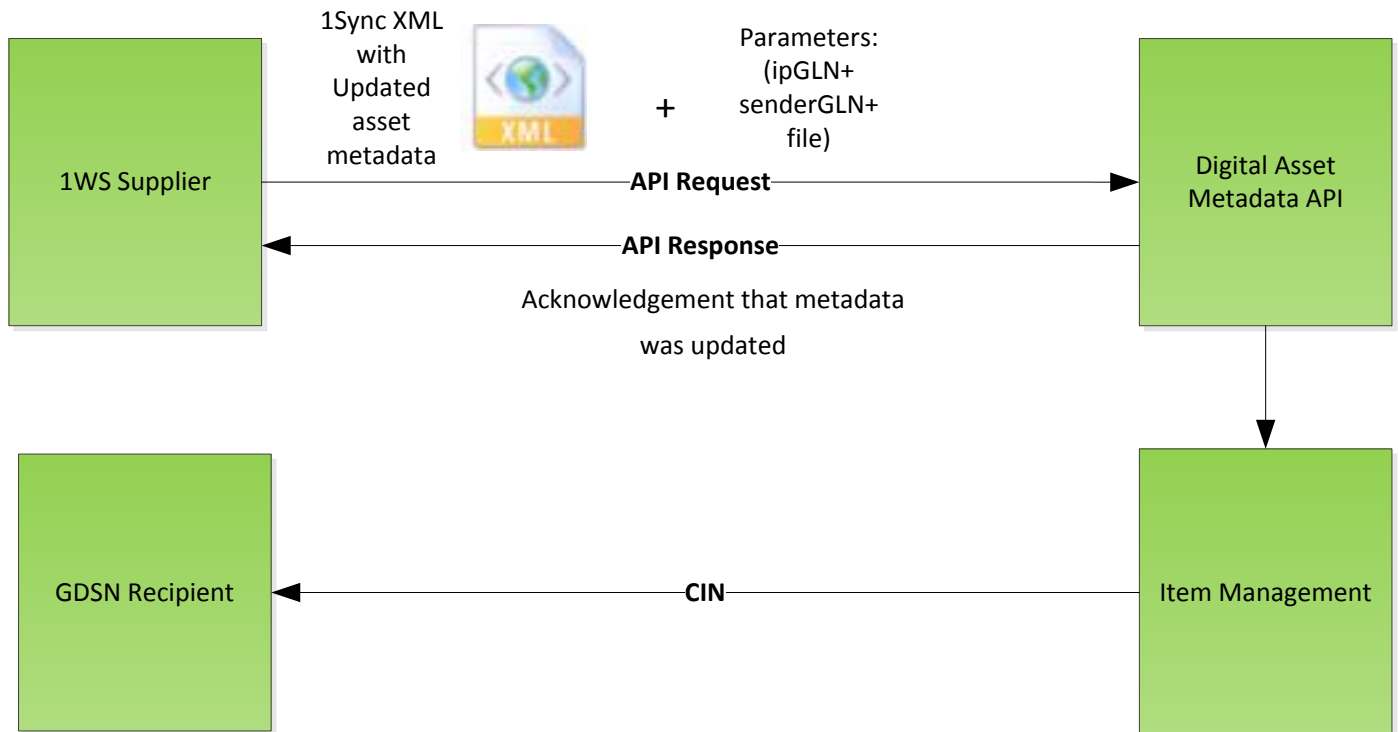 1Sync XML
with
Updated
asset
metadata
XML
+
Parameters:
(ipGLN+
senderGLN+
file)
1WS Supplier
API Request
Digital Asset
Metadata API
API Response
Acknowledgement that metadata
was updated
GDSN Recipient
CIN
Item Management